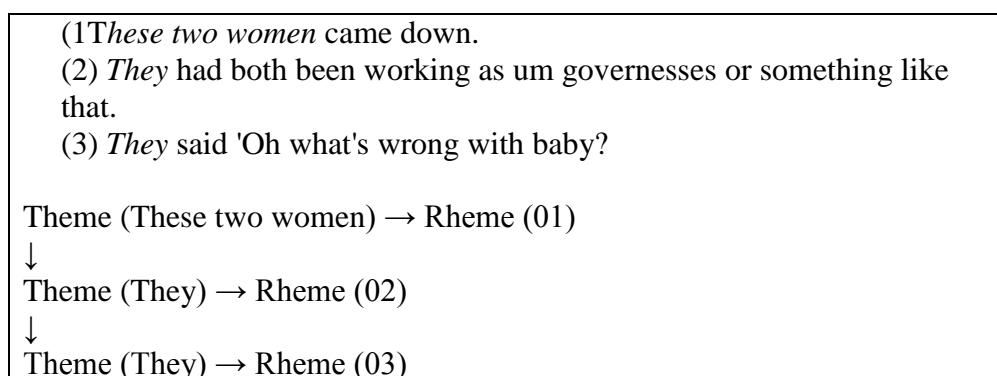 (1These two women came down.
(2) They had both been working as um governesses or something like
that.
(3) They said 'Oh what's wrong with baby?
Theme (These two women) → Rheme (01)
↓
Theme (They) → Rheme (02)
↓
Theme (They) → Rheme (03)